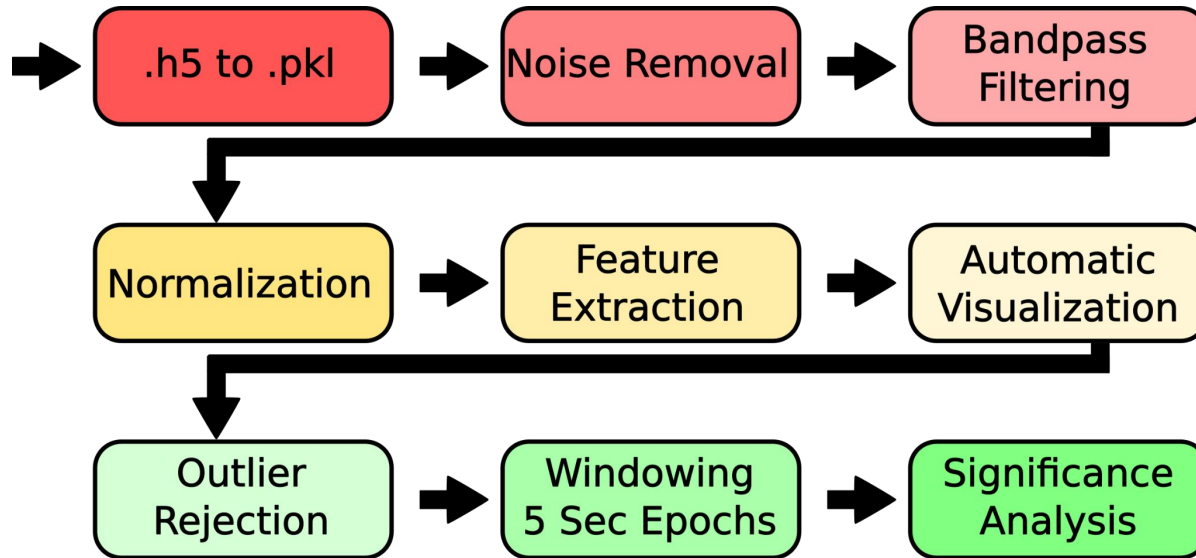 .h5 to .pkl
Noise Removal
Bandpass
Filtering
Normalization
Feature
Extraction
Automatic
Visualization
Outlier
Rejection
Windowing
5 Sec Epochs
Significance
Analysis